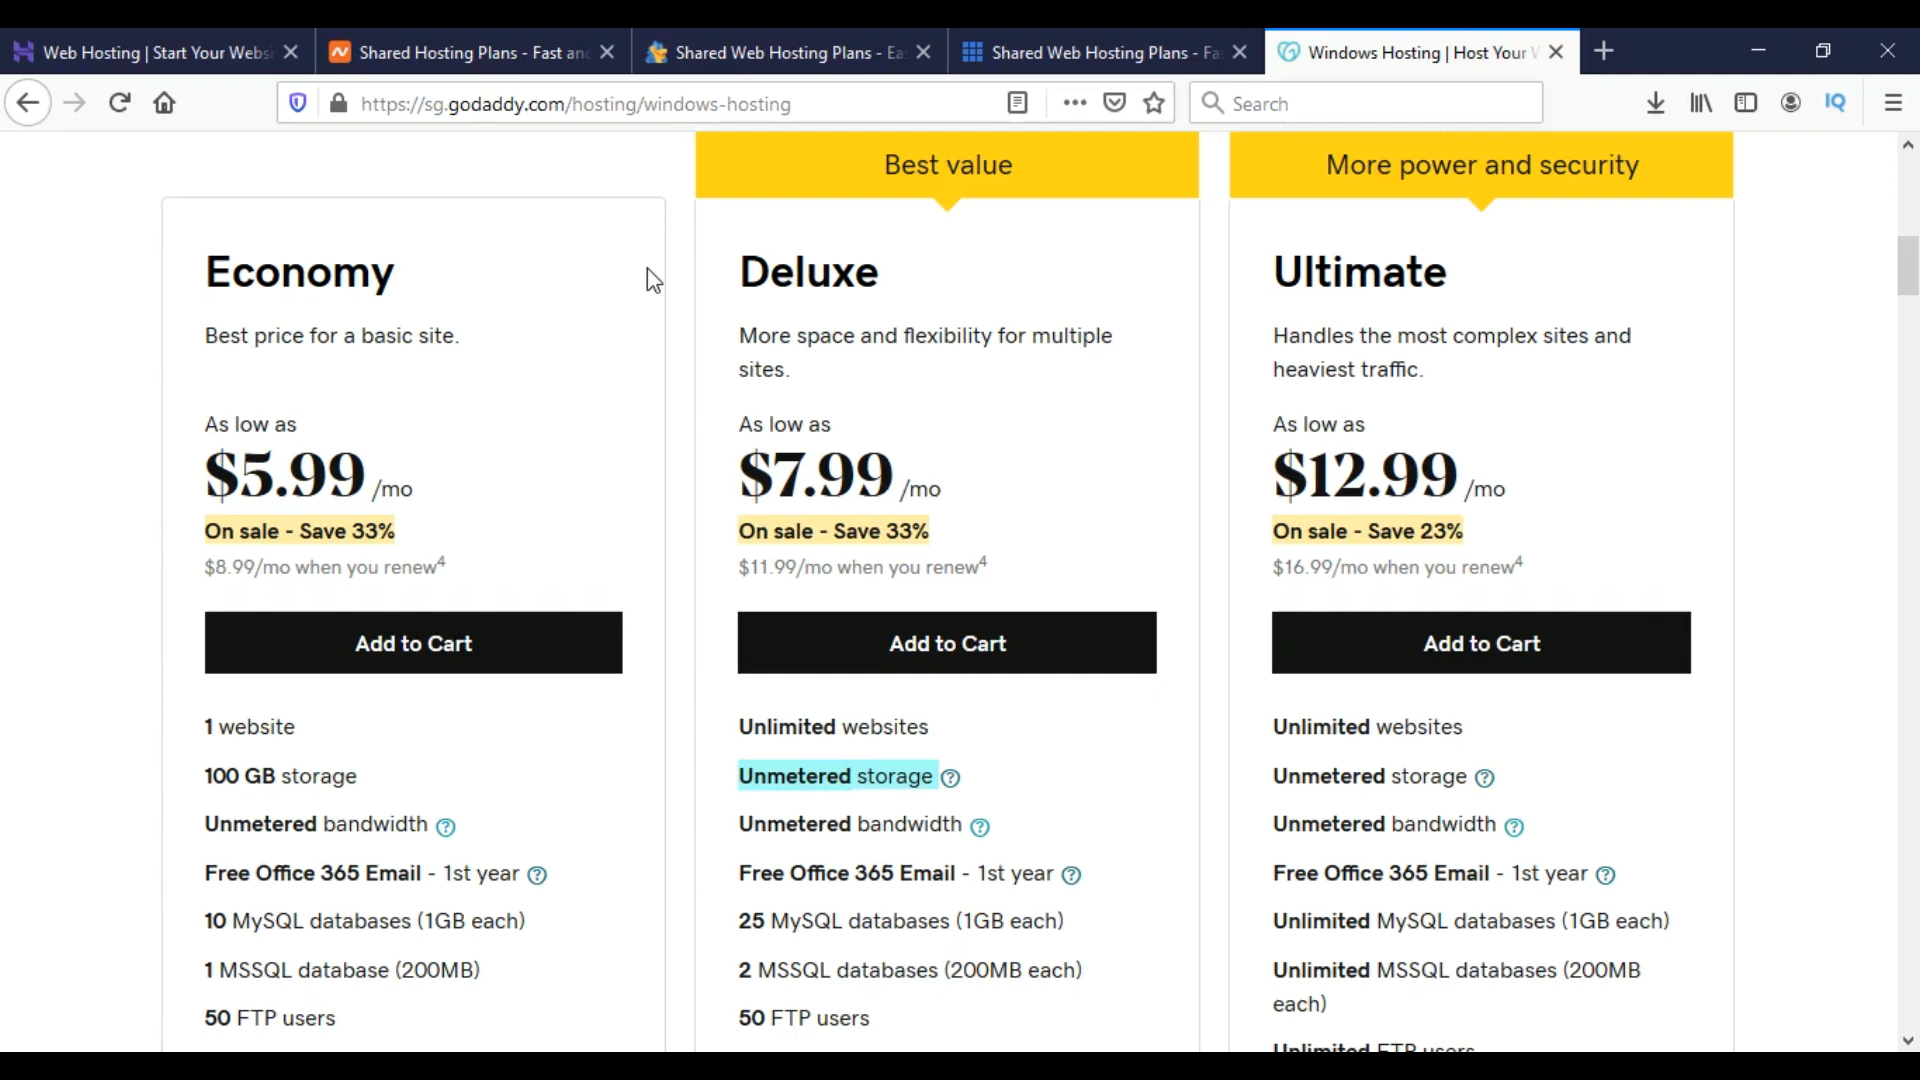 Web Hosting | Start Your Websi
Shared Hosting Plans - Fast and
Shared Web Hosting Plans - Ea
Shared Web Hosting Plans - Fa
Windows Hosting | Host Your W
https://sg.godaddy.com/hosting/windows-hosting
Search
IQ
Best value
More power and security
Economy
Best price for a basic site.
As low as
$5.99 /mo
On sale - Save 33%
$8.99/mo when you renew4
Add to Cart
1 website
100 GB storage
Unmetered bandwidth ?
Free Office 365 Email - 1st year ?
10 MySQL databases (1GB each)
1 MSSQL database (200MB)
50 FTP users
Deluxe
More space and flexibility for multiple
sites.
As low as
$7.99 /mo
On sale - Save 33%
$11.99/mo when you renew4
Add to Cart
Unlimited websites
Unmetered storage ?
Unmetered bandwidth ?
Free Office 365 Email - 1st year ?
25 MySQL databases (1GB each)
2 MSSQL databases (200MB each)
50 FTP users
Ultimate
Handles the most complex sites and
heaviest traffic.
As low as
$12.99 /mo
On sale - Save 23%
$16.99/mo when you renew4
Add to Cart
Unlimited websites
Unmetered storage ?
Unmetered bandwidth ?
Free Office 365 Email - 1st year ?
Unlimited MySQL databases (1GB each)
Unlimited MSSQL databases (200MB
each)
Unlimited FTP users